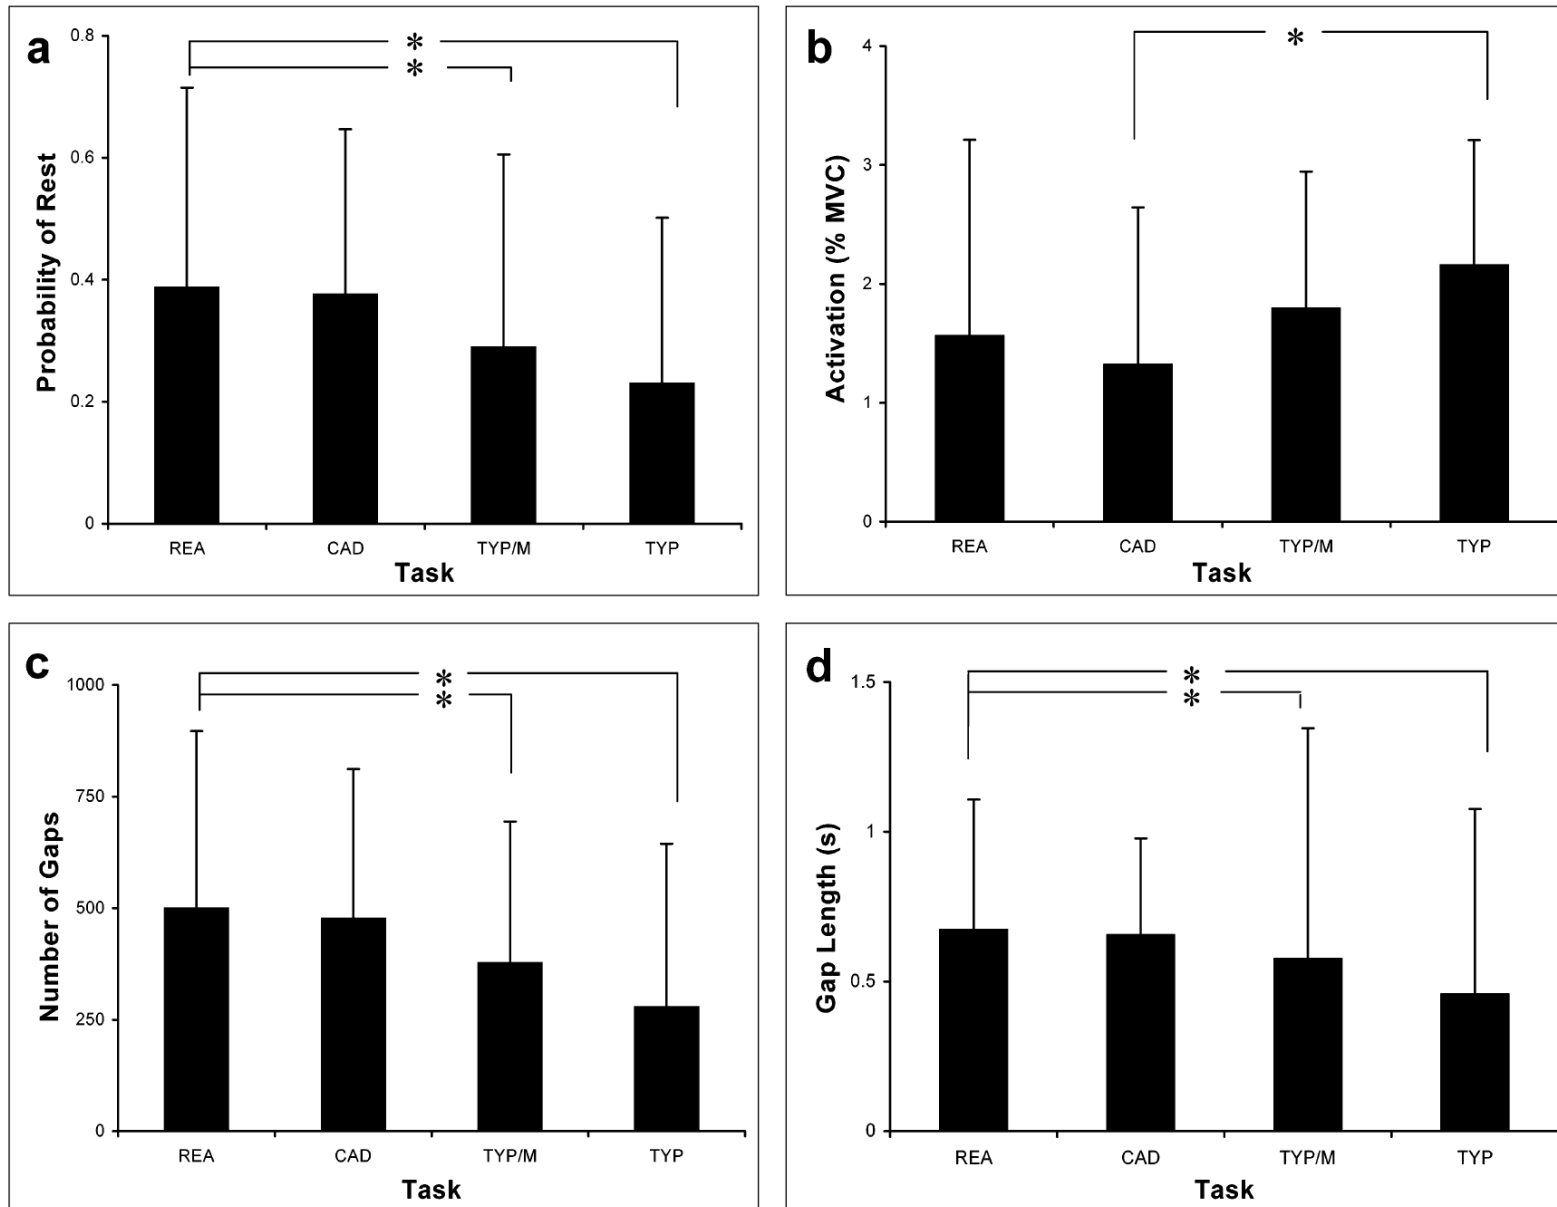 a
*
*
0.8
0.6
0.4
0.2
0
Probability of Rest
REA CAD TYP/M TYP
Task
b
*
4
3
2
1
0
Activation (% MVC)
REA CAD TYP/M TYP
Task
c
*
*
1000
750
500
250
0
Number of Gaps
REA CAD TYP/M TYP
Task
d
*
*
1.5
1
0.5
0
Gap Length (s)
REA CAD TYP/M TYP
Task